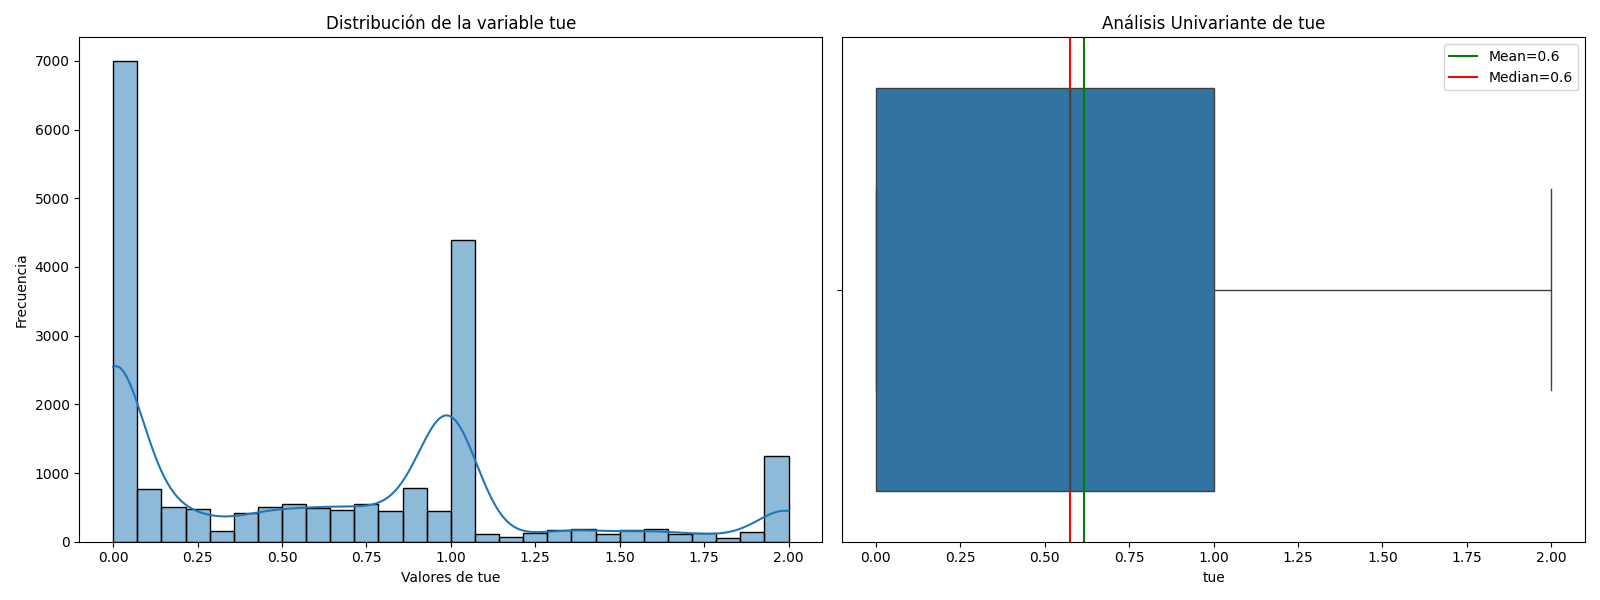 Distribución de la variable tue
Frecuencia
7000
6000
5000
4000
3000
2000
1000
0
0.00 0.25 0.50 0.75 1.00 1.25 1.50 1.75 2.00
Valores de tue
Análisis Univariante de tue
Mean=0.6
Median=0.6
0.00 0.25 0.50 0.75 1.00 1.25 1.50 1.75 2.00
tue